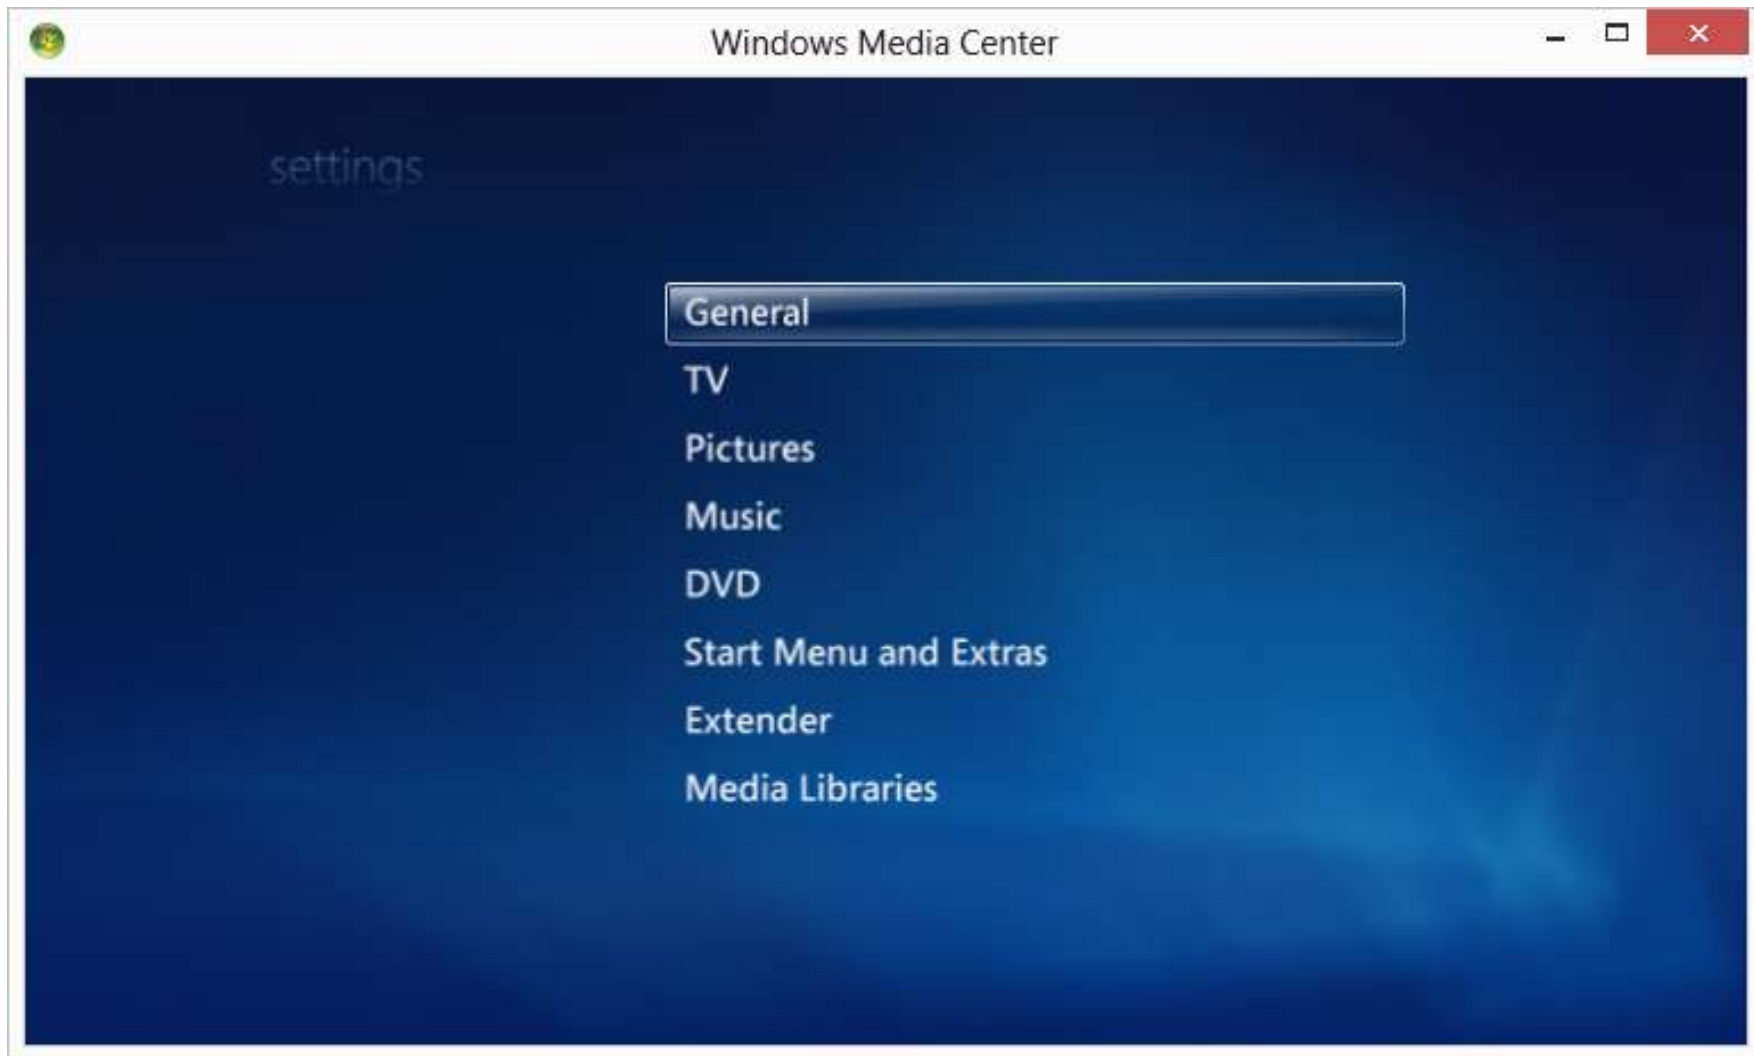 Windows Media Center
settings
General
TV
Pictures
Music
DVD
Start Menu and Extras
Extender
Media Libraries